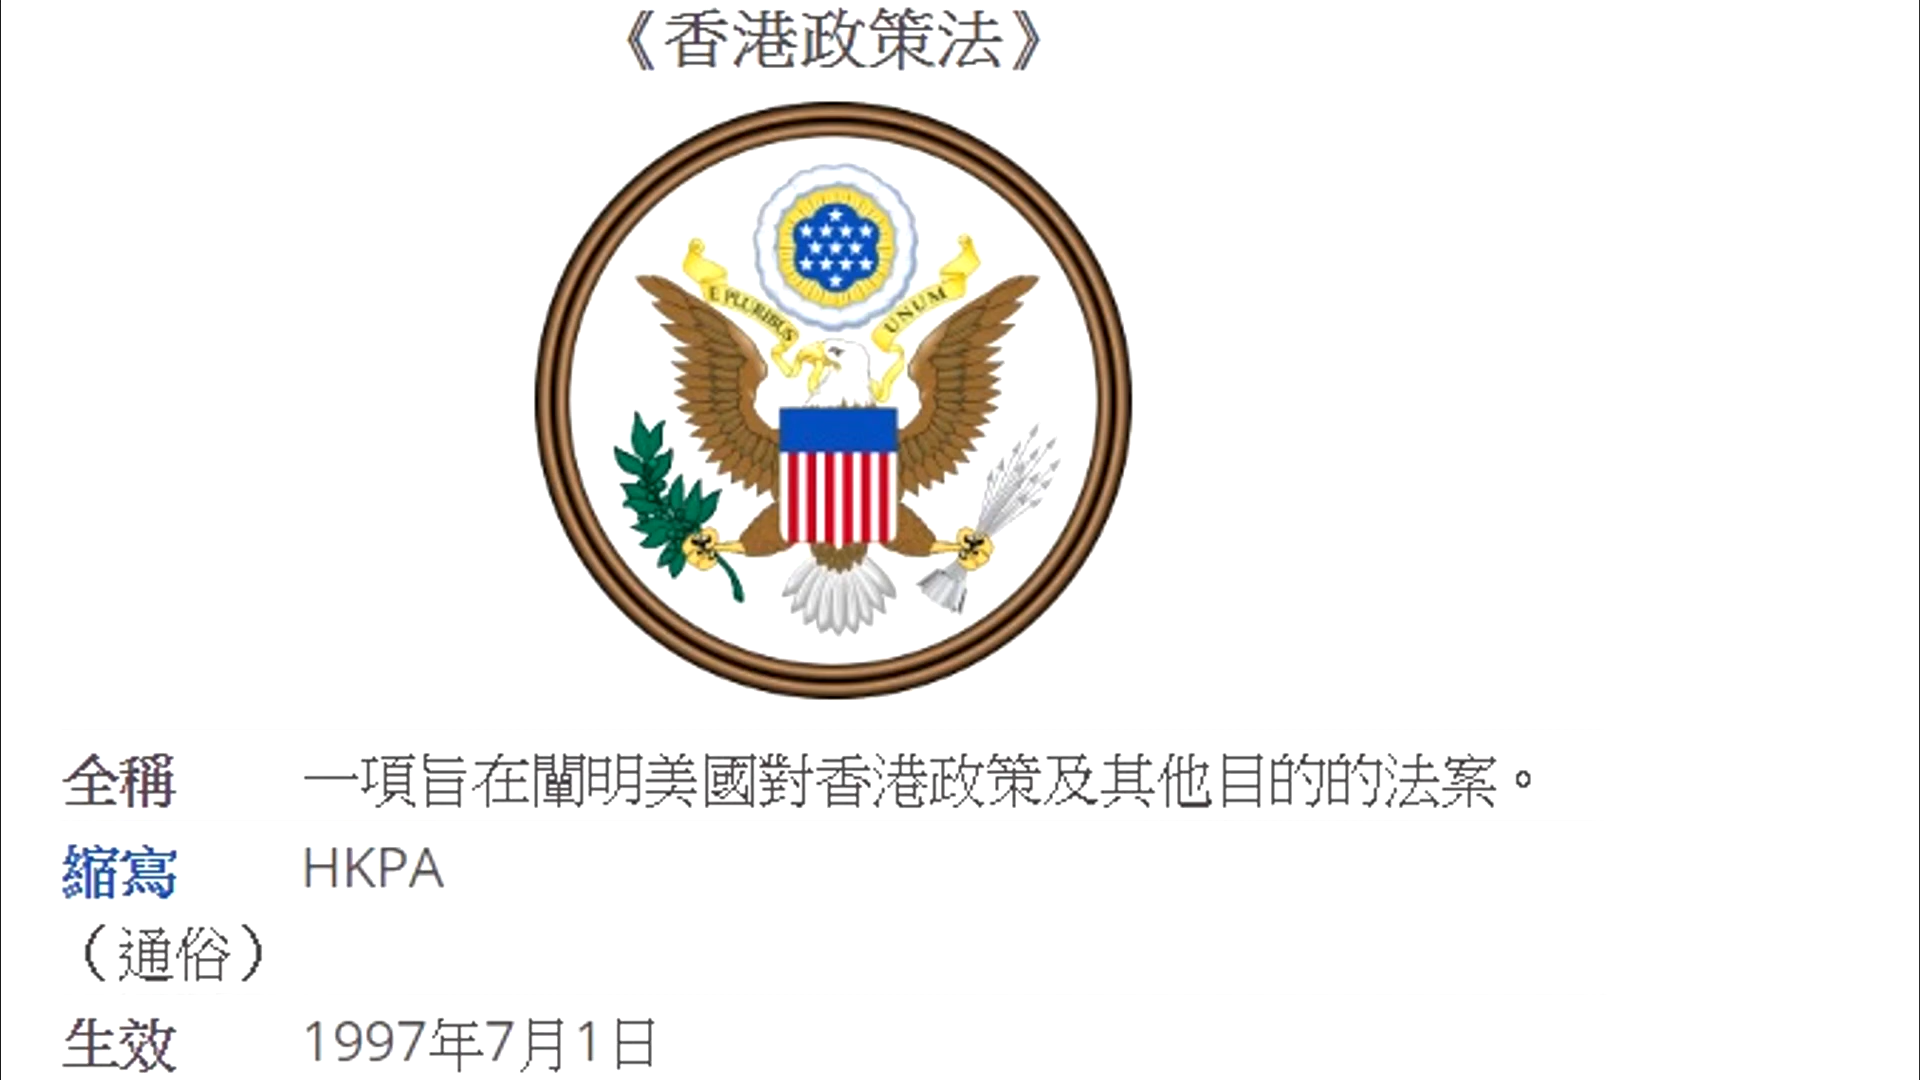 《香港政策法》
E PLURIBUS UNUM
全稱 一項旨在闡明美國對香港政策及其他目的的法案。
縮寫 HKPA
（通俗）
生效 1997年7月1日